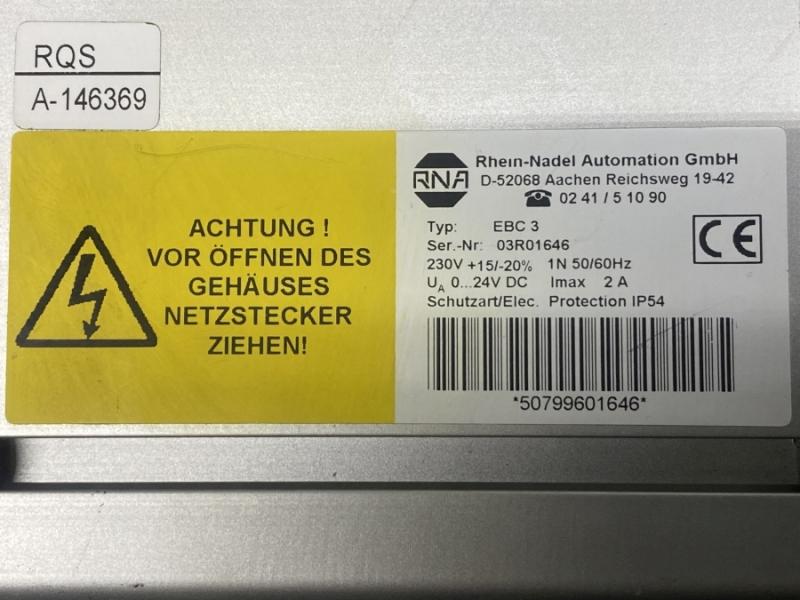 RQS
A-146369
ACHTUNG !
VOR ÖFFNEN DES
GEHÄUSES
NETZSTECKER
ZIEHEN!
RNA
Rhein-Nadel Automation GmbH
D-52068 Aachen Reichsweg 19-42
☎ 02 41 / 5 10 90
Typ: EBC 3
Ser.-Nr: 03R01646
230V +15/-20% 1N 50/60Hz
UA 0...24V DC Imax 2 A
Schutzart/Elec. Protection IP54
CE
*50799601646*